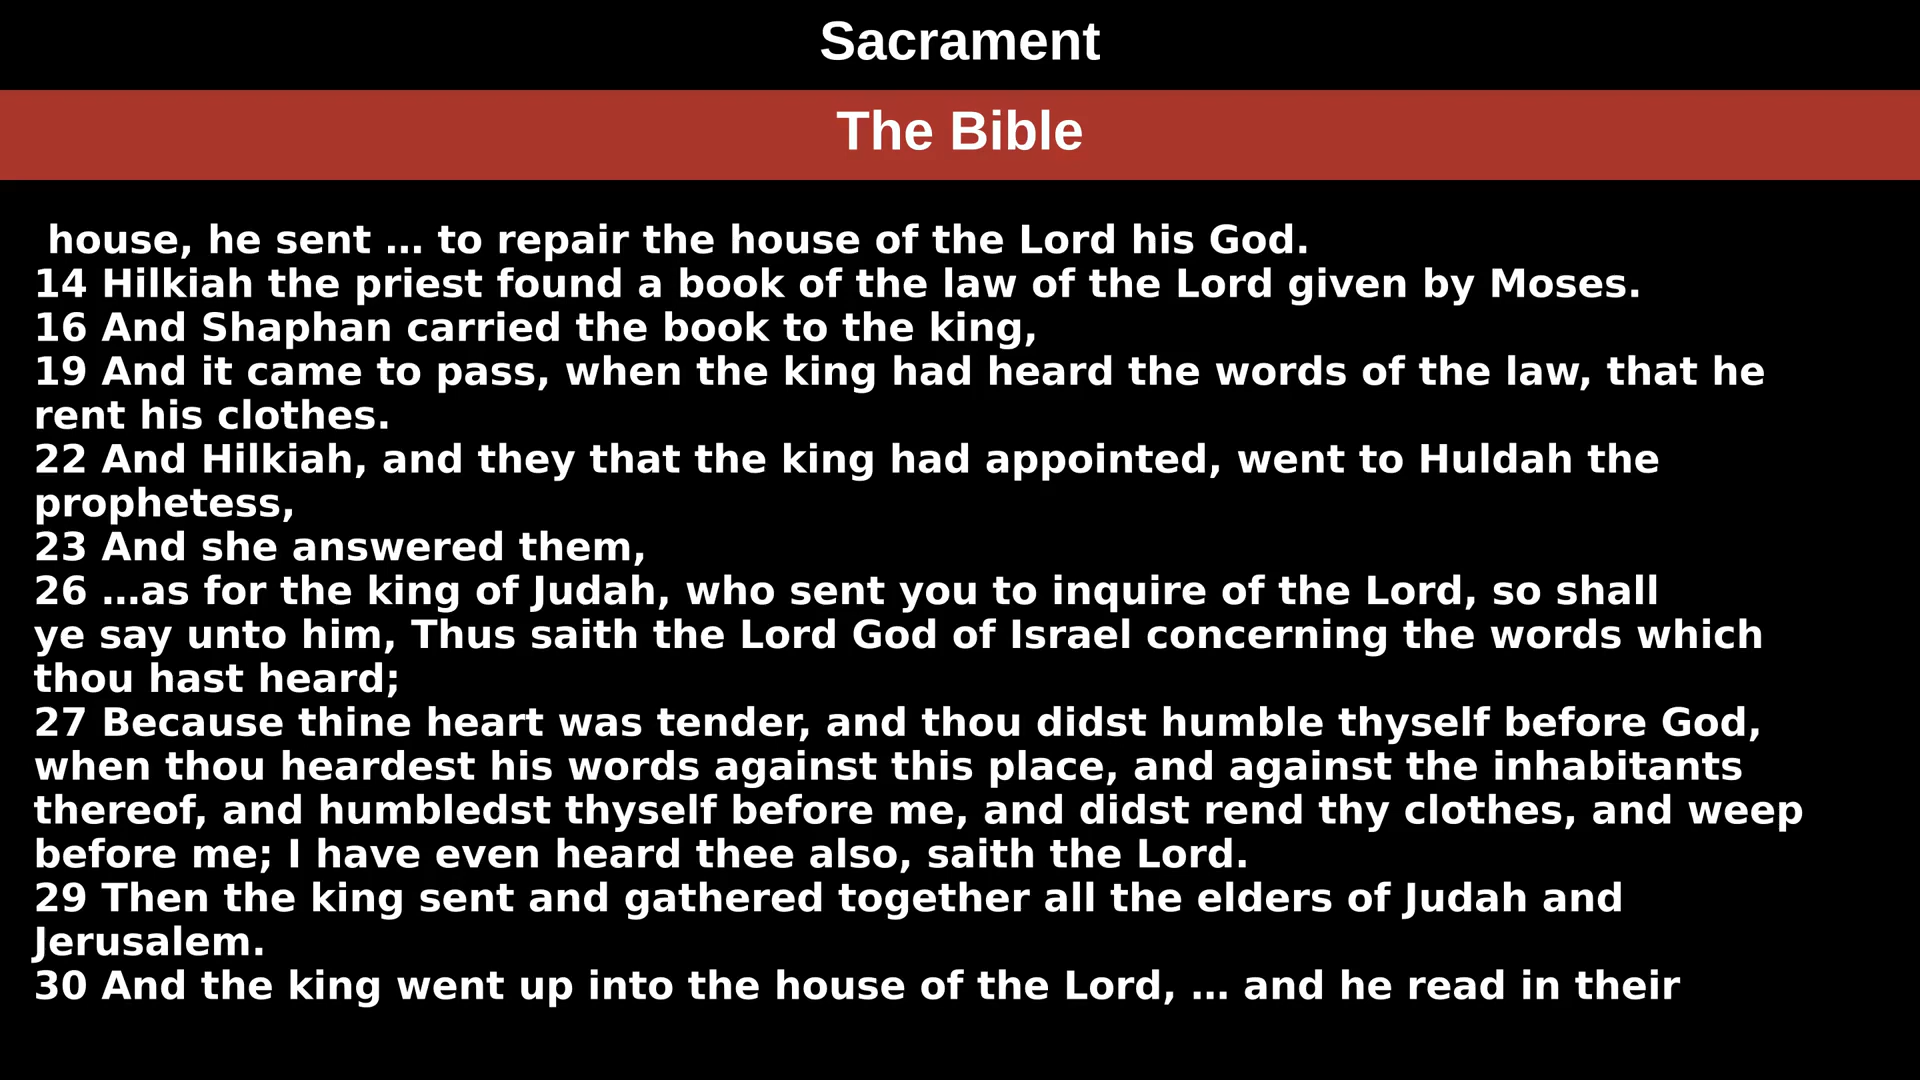 Sacrament
The Bible
house, he sent … to repair the house of the Lord his God.
14 Hilkiah the priest found a book of the law of the Lord given by Moses.
16 And Shaphan carried the book to the king,
19 And it came to pass, when the king had heard the words of the law, that he
rent his clothes.
22 And Hilkiah, and they that the king had appointed, went to Huldah the
prophetess,
23 And she answered them,
26 …as for the king of Judah, who sent you to inquire of the Lord, so shall
ye say unto him, Thus saith the Lord God of Israel concerning the words which
thou hast heard;
27 Because thine heart was tender, and thou didst humble thyself before God,
when thou heardest his words against this place, and against the inhabitants
thereof, and humbledst thyself before me, and didst rend thy clothes, and weep
before me; I have even heard thee also, saith the Lord.
29 Then the king sent and gathered together all the elders of Judah and
Jerusalem.
30 And the king went up into the house of the Lord, … and he read in their